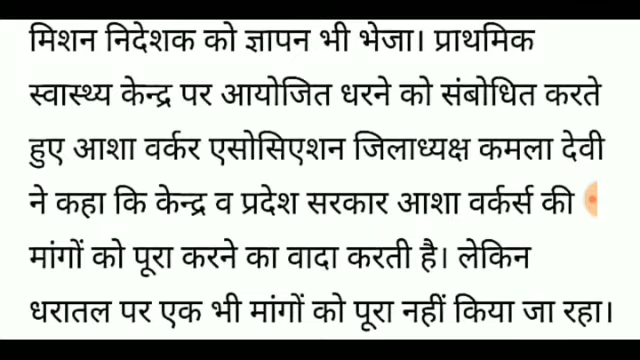 मिशन निदेशक को ज्ञापन भी भेजा। प्राथमिक
स्वास्थ्य केन्द्र पर आयोजित धरने को संबोधित करते
हुए आशा वर्कर एसोसिएशन जिलाध्यक्ष कमला देवी
ने कहा कि केन्द्र व प्रदेश सरकार आशा वर्कर्स की
मांगों को पूरा करने का वादा करती है। लेकिन
धरातल पर एक भी मांगों को पूरा नहीं किया जा रहा।